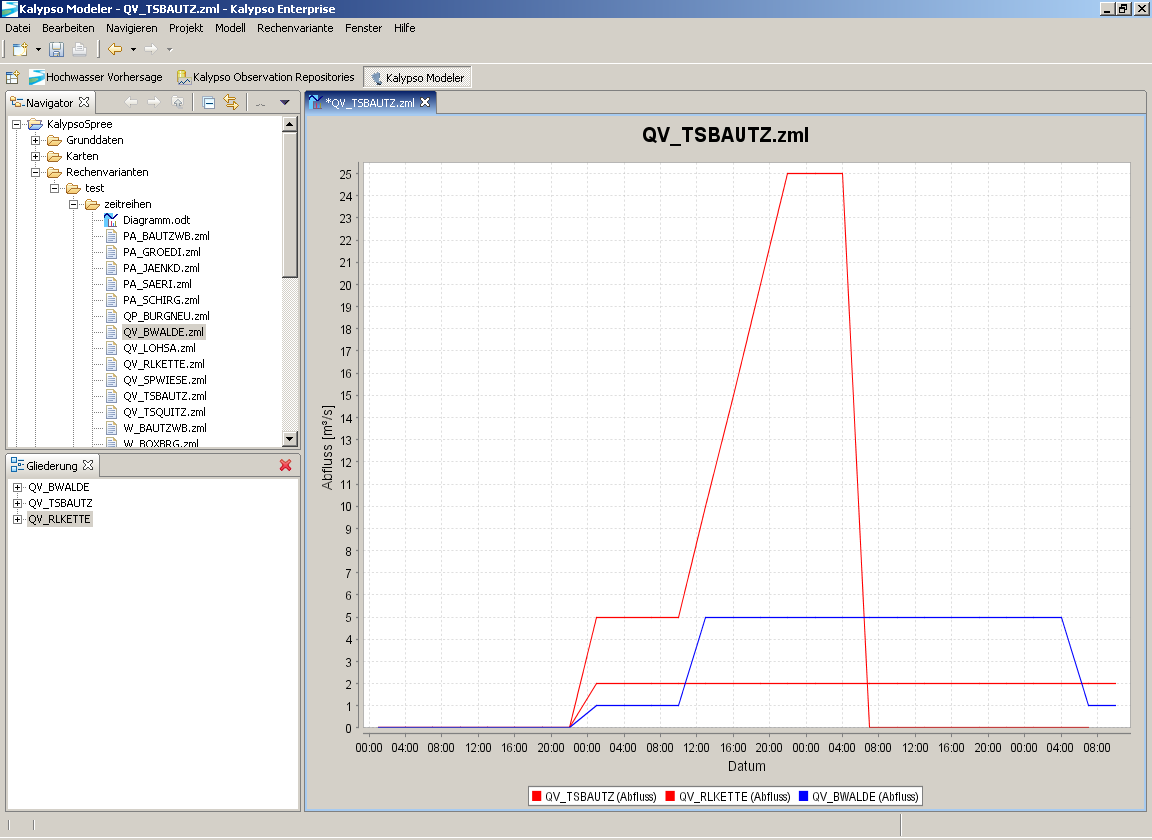 Kalypso Modeler - QV_TSBAUTZ.zml - Kalypso Enterprise
Datei Bearbeiten Navigieren Projekt Modell Rechenvariante Fenster Hilfe
Hochwasser Vorhersage Kalypso Observation Repositories Kalypso Modeler
Navigator
KalypsoSpree
Grunddaten
Karten
Rechenvarianten
test
zeitreihen
Diagramm.odt
PA_BAUTZWB.zml
PA_GROEDI.zml
PA_JAENKD.zml
PA_SAERI.zml
PA_SCHIRG.zml
QP_BURGNEU.zml
QV_BWALDE.zml
QV_LOHSA.zml
QV_RLKETTE.zml
QV_SPWIESE.zml
QV_TSBAUTZ.zml
QV_TSQUITZ.zml
W_BAUTZWB.zml
W_BOXBRG.zml
Gliederung
QV_BWALDE
QV_TSBAUTZ
QV_RLKETTE
*QV_TSBAUTZ.zml
QV_TSBAUTZ.zml
Abfluss [m³/s]
25
24
23
22
21
20
19
18
17
16
15
14
13
12
11
10
9
8
7
6
5
4
3
2
1
0
00:00 04:00 08:00 12:00 16:00 20:00 00:00 04:00 08:00 12:00 16:00 20:00 00:00 04:00 08:00 12:00 16:00 20:00 00:00 04:00 08:00
Datum
QV_TSBAUTZ (Abfluss) QV_RLKETTE (Abfluss) QV_BWALDE (Abfluss)